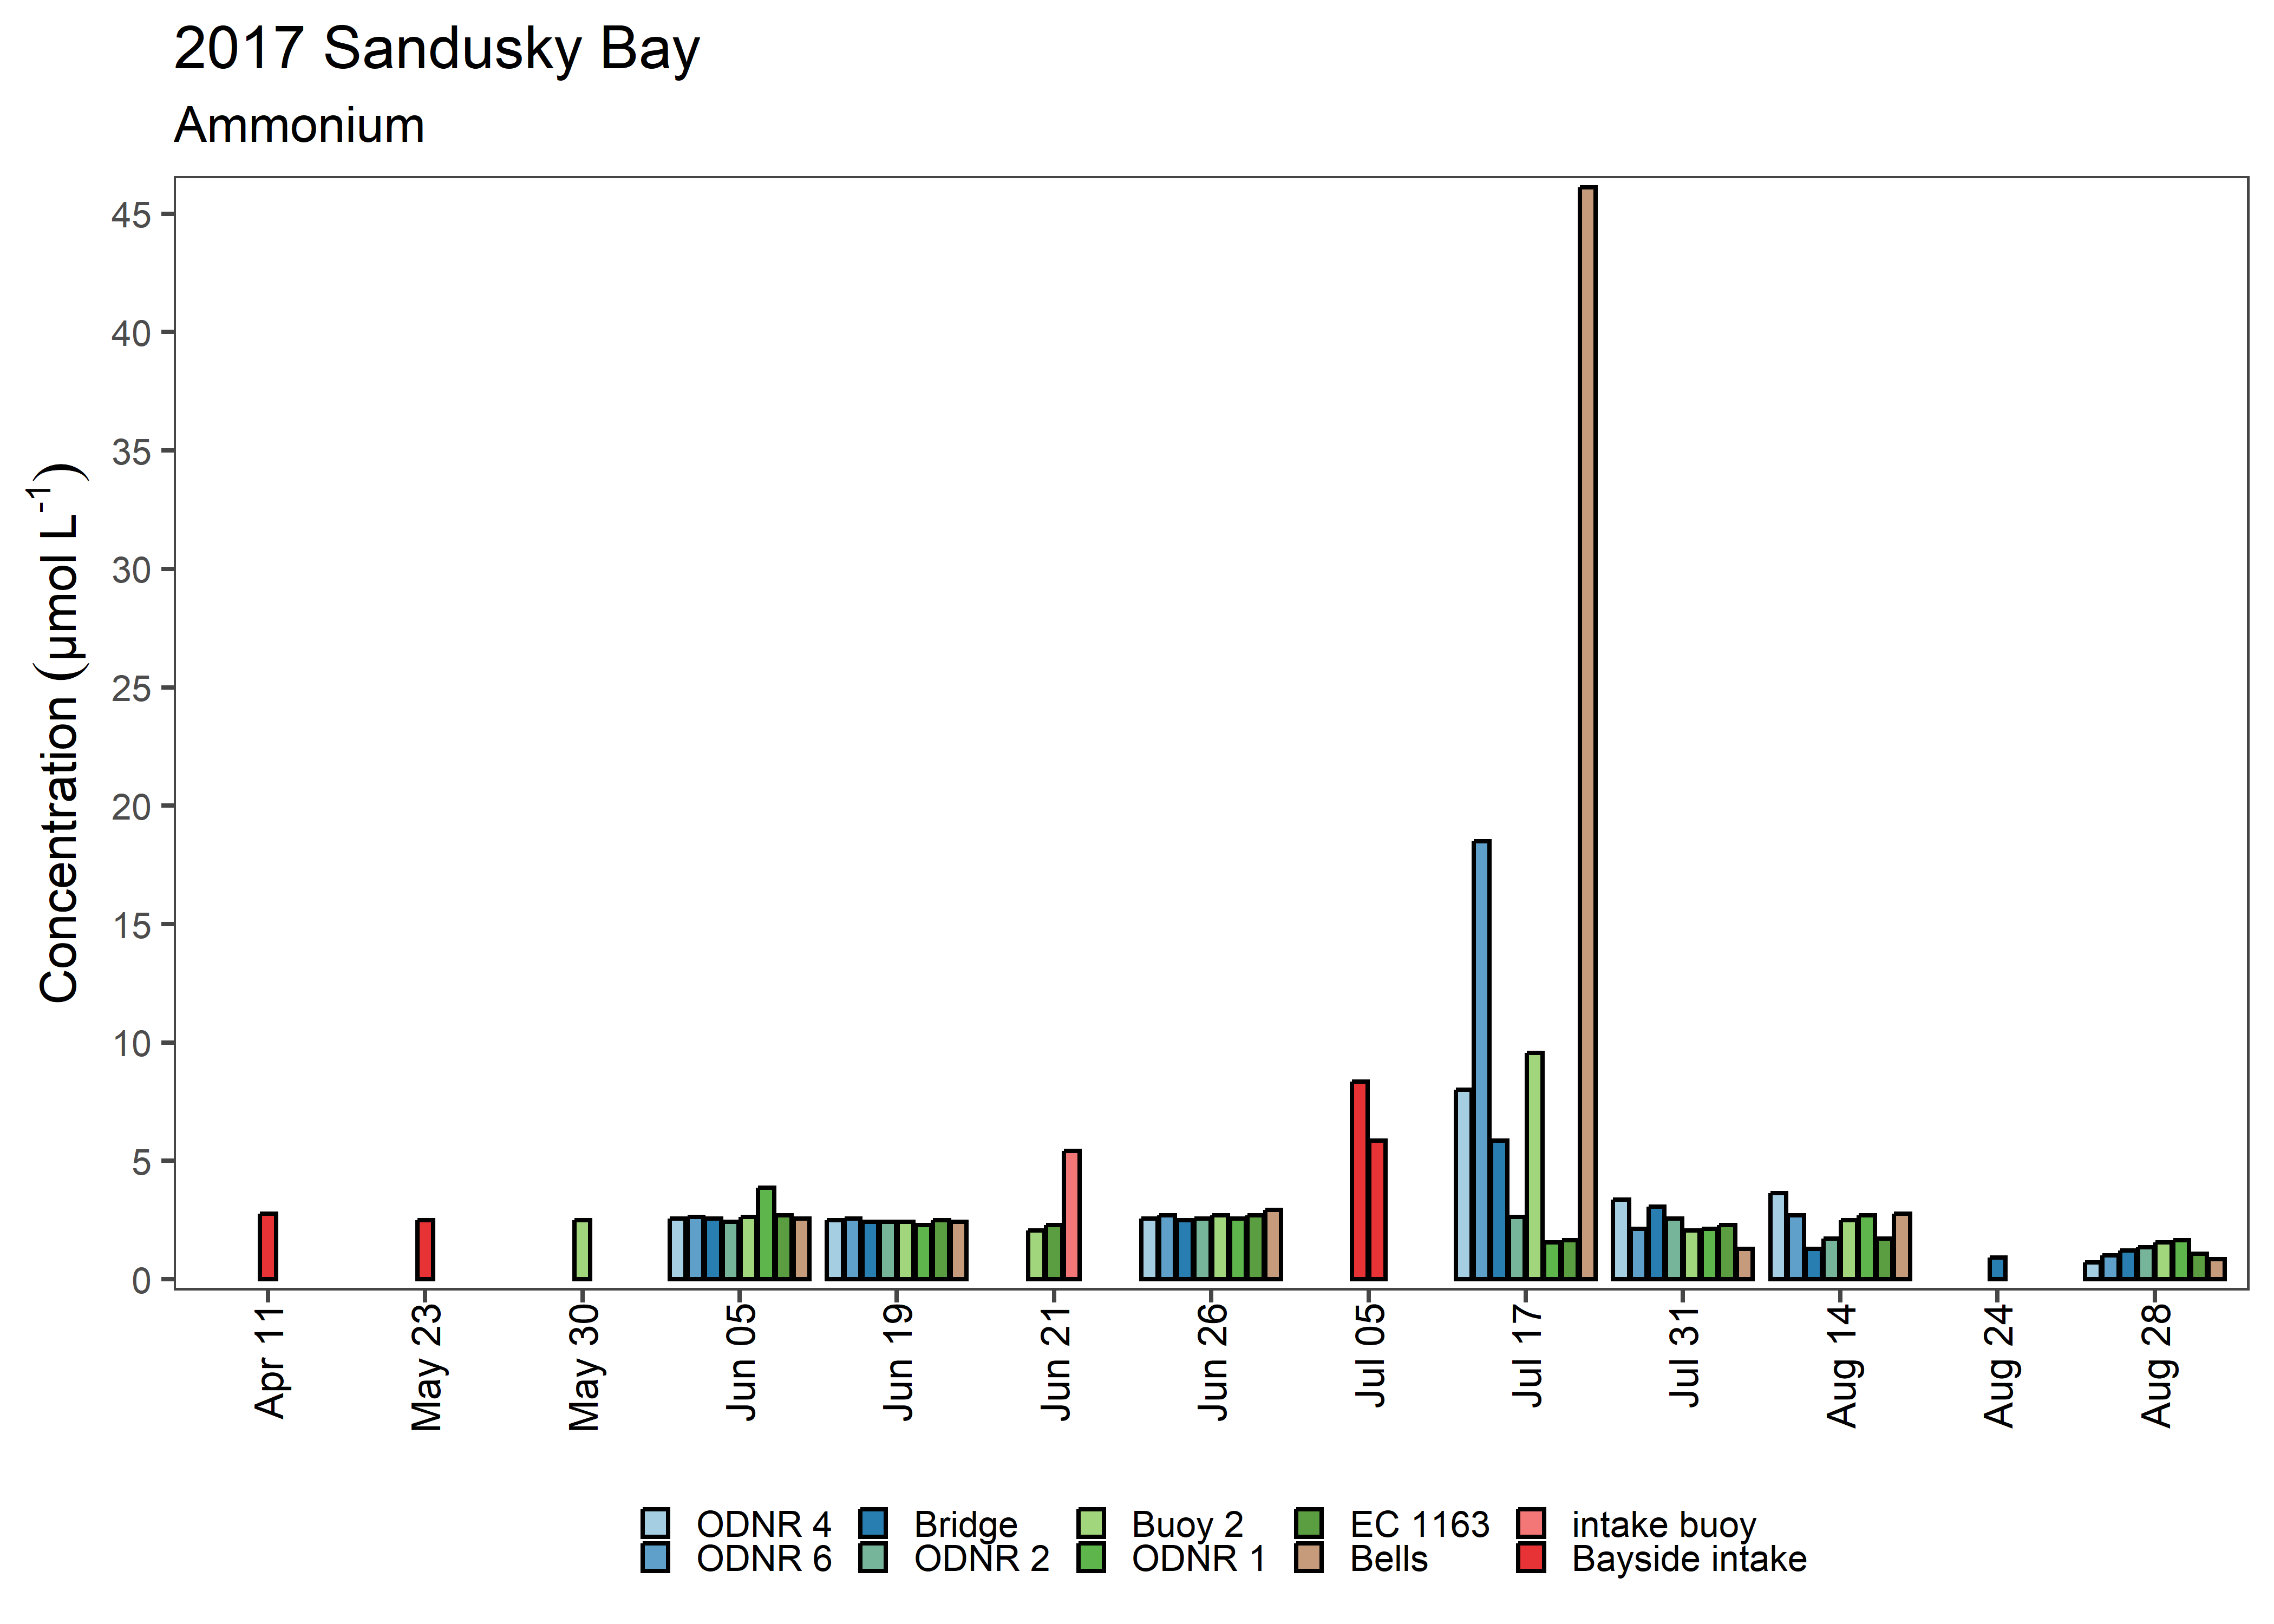 2017 Sandusky Bay
Ammonium
Concentration (µmol L-1)
45
40
35
30
25
20
15
10
5
0
Apr 11
May 23
May 30
Jun 05
Jun 19
Jun 21
Jun 26
Jul 05
Jul 17
Jul 31
Aug 14
Aug 24
Aug 28
ODNR 4 Bridge Buoy 2 EC 1163 intake buoy
ODNR 6 ODNR 2 ODNR 1 Bells Bayside intake